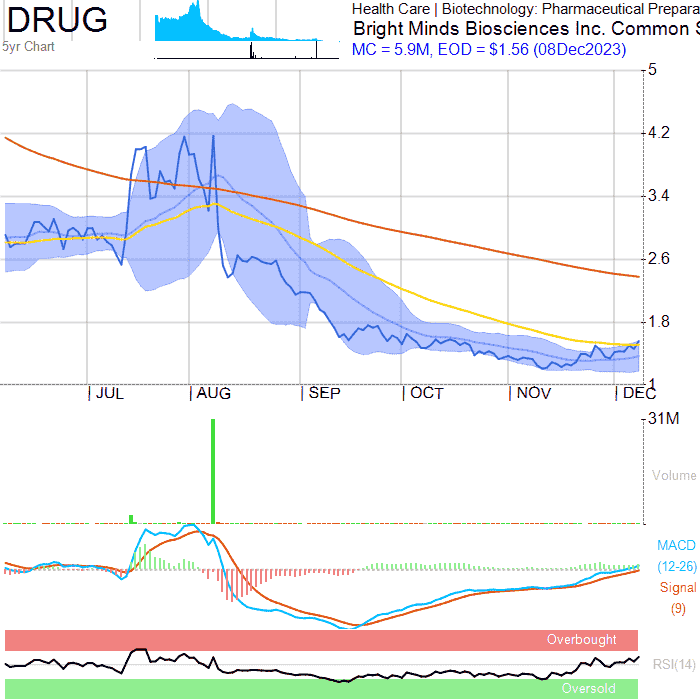 DRUG
5yr Chart
Health Care | Biotechnology: Pharmaceutical Prepara
Bright Minds Biosciences Inc. Common S
MC = 5.9M, EOD = $1.56 (08Dec2023)
5
4.2
3.4
2.6
1.8
1
JUL
AUG
SEP
OCT
NOV
DEC
31M
Volume
MACD
(12-26)
Signal
(9)
Overbought
RSI(14)
Oversold